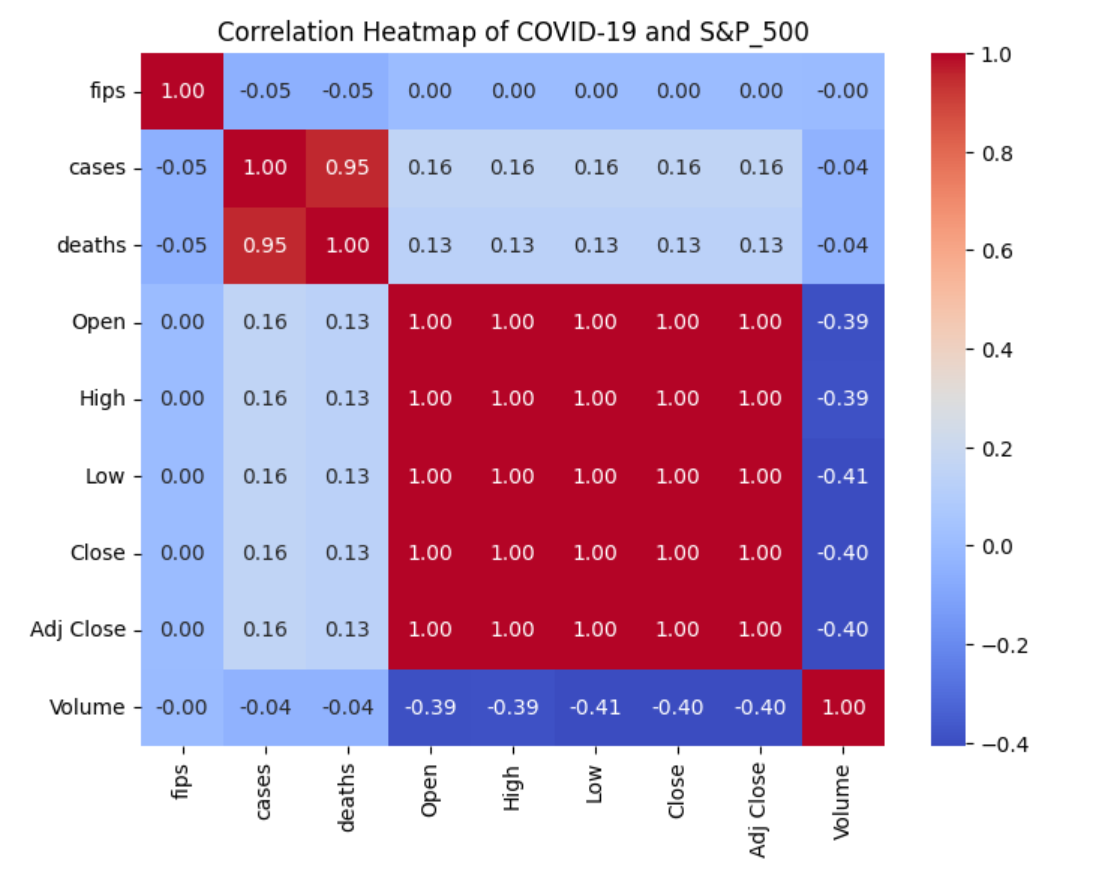 Correlation Heatmap of COVID-19 and S&P_500
fips 1.00 -0.05 -0.05 0.00 0.00 0.00 0.00 0.00 -0.00
cases -0.05 1.00 0.95 0.16 0.16 0.16 0.16 0.16 -0.04
deaths -0.05 0.95 1.00 0.13 0.13 0.13 0.13 0.13 -0.04
Open 0.00 0.16 0.13 1.00 1.00 1.00 1.00 1.00 -0.39
High 0.00 0.16 0.13 1.00 1.00 1.00 1.00 1.00 -0.39
Low 0.00 0.16 0.13 1.00 1.00 1.00 1.00 1.00 -0.41
Close 0.00 0.16 0.13 1.00 1.00 1.00 1.00 1.00 -0.40
Adj Close 0.00 0.16 0.13 1.00 1.00 1.00 1.00 1.00 -0.40
Volume -0.00 -0.04 -0.04 -0.39 -0.39 -0.41 -0.40 -0.40 1.00
fips cases deaths Open High Low Close Adj Close Volume
1.0
0.8
0.6
0.4
0.2
0.0
−0.2
−0.4